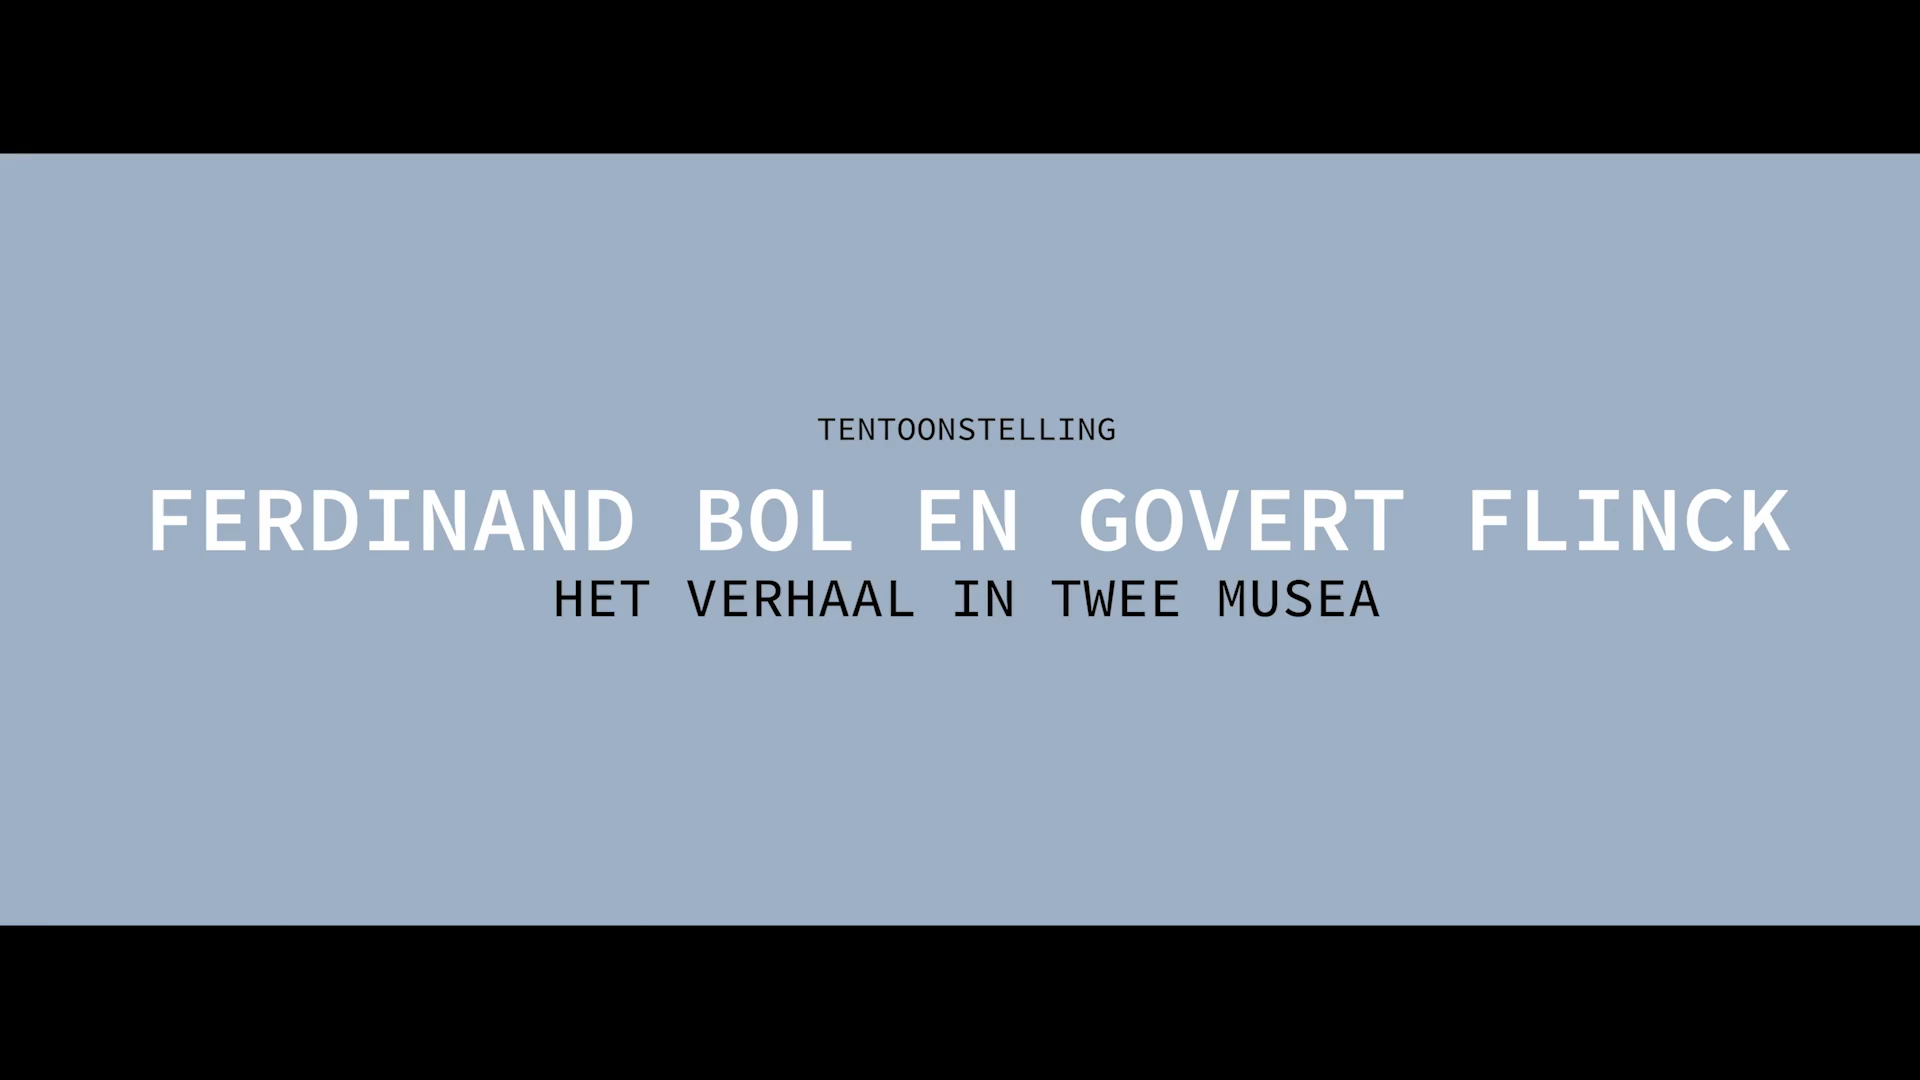 TENTOONSTELLING
FERDINAND BOL EN GOVERT FLINCK
HET VERHAAL IN TWEE MUSEA